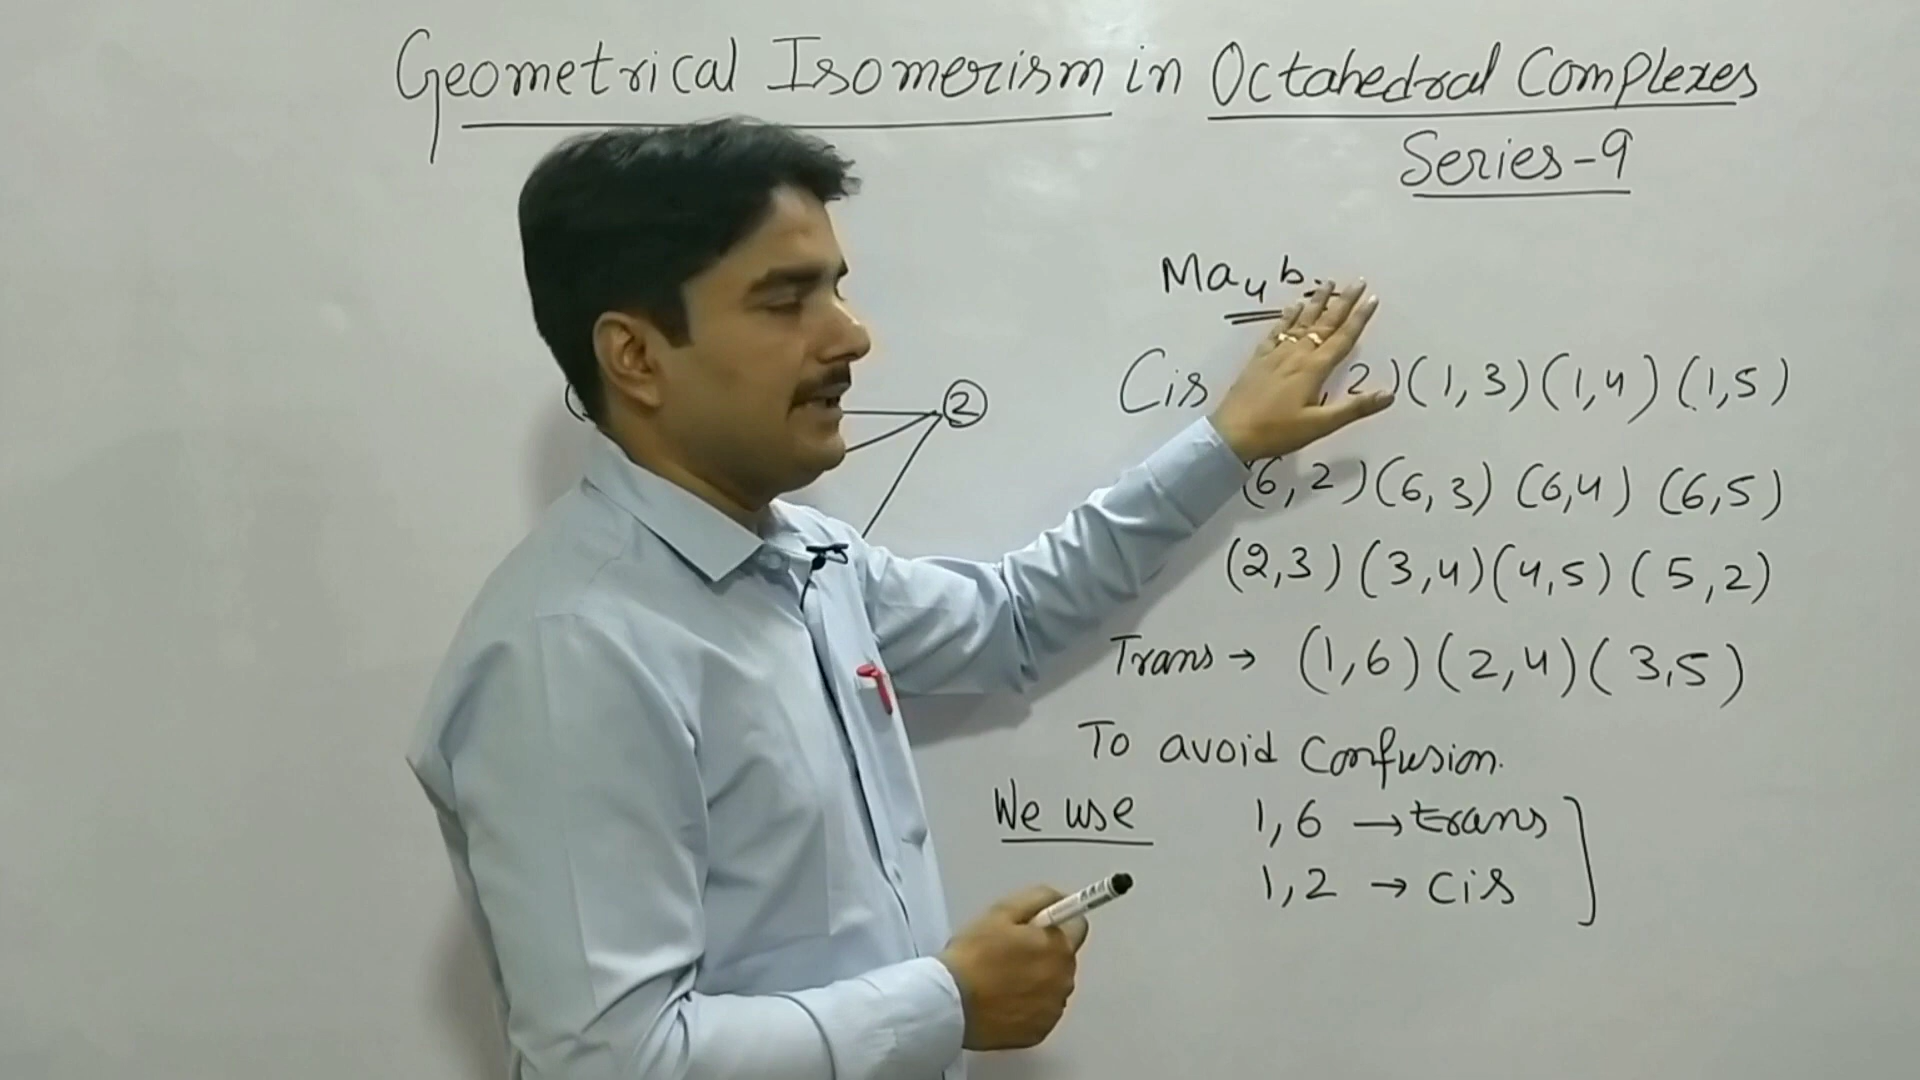 Geometrical Isomerism in Octahedral Complexes
Series-9
Ma4b
②
Cis ,2)(1,3)(1,4)(1,5)
(6,2)(6,3)(6,4)(6,5)
(2,3)(3,4)(4,5)(5,2)
Trans→ (1,6)(2,4)(3,5)
To avoid Confusion.
We use 1,6 →trans
1,2 → Cis